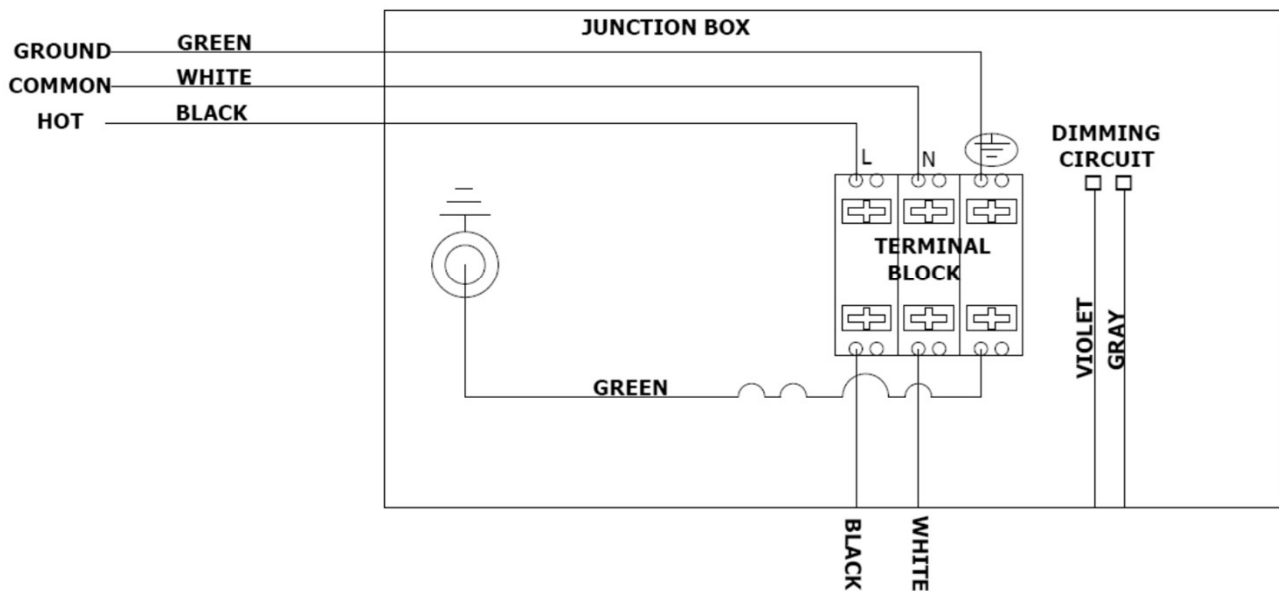 JUNCTION BOX
GROUND
GREEN
COMMON
WHITE
HOT
BLACK
L
N
DIMMING
CIRCUIT
TERMINAL
BLOCK
VIOLET
GRAY
GREEN
BLACK
WHITE